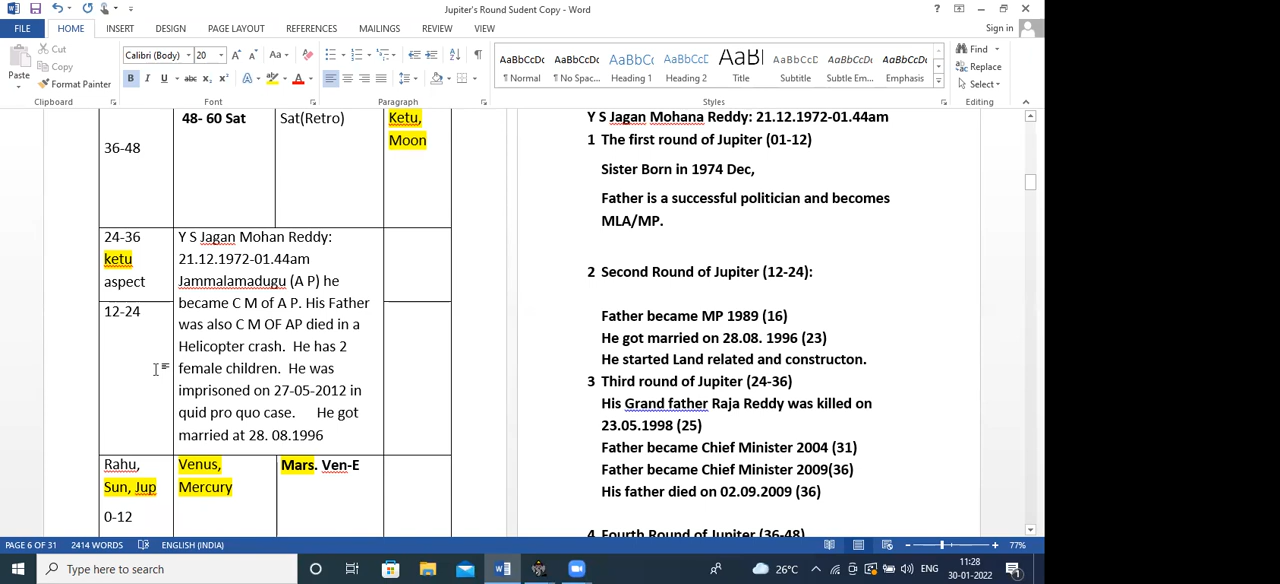 Jupiter's Round Sudent Copy - Word
?
FILE HOME INSERT DESIGN PAGE LAYOUT REFERENCES MAILINGS REVIEW VIEW
Sign in
Paste
Cut
Copy
Format Painter
Clipboard
Calibri (Body) 20
Font
Paragraph
AaBbCcDc AaBbCcDc AaBbCc AaBbCcC AaBl AaBbCcC AaBbCcDc AaBbCcDc
¶ Normal ¶ No Spac... Heading 1 Heading 2 Title Subtitle Subtle Em... Emphasis
Styles
Find
Replace
Select
Editing
36-48
48- 60 Sat
Sat(Retro)
Ketu,
Moon
24-36
ketu
aspect
12-24
Y S Jagan Mohan Reddy:
21.12.1972-01.44am
Jammalamadugu (A P) he
became C M of A P. His Father
was also C M OF AP died in a
Helicopter crash. He has 2
female children. He was
imprisoned on 27-05-2012 in
quid pro quo case. He got
married at 28. 08.1996
Rahu,
Sun, Jup
0-12
Venus,
Mercury
Mars. Ven-E
Y S Jagan Mohana Reddy: 21.12.1972-01.44am
1 The first round of Jupiter (01-12)
Sister Born in 1974 Dec,
Father is a successful politician and becomes
MLA/MP.
2 Second Round of Jupiter (12-24):
Father became MP 1989 (16)
He got married on 28.08. 1996 (23)
He started Land related and constructon.
3 Third round of Jupiter (24-36)
His Grand father Raja Reddy was killed on
23.05.1998 (25)
Father became Chief Minister 2004 (31)
Father became Chief Minister 2009(36)
His father died on 02.09.2009 (36)
4 Fourth Round of Jupiter (36-48)
PAGE 6 OF 31 2414 WORDS ENGLISH (INDIA)
77%
Type here to search
26°C
ENG
11:28
30-01-2022